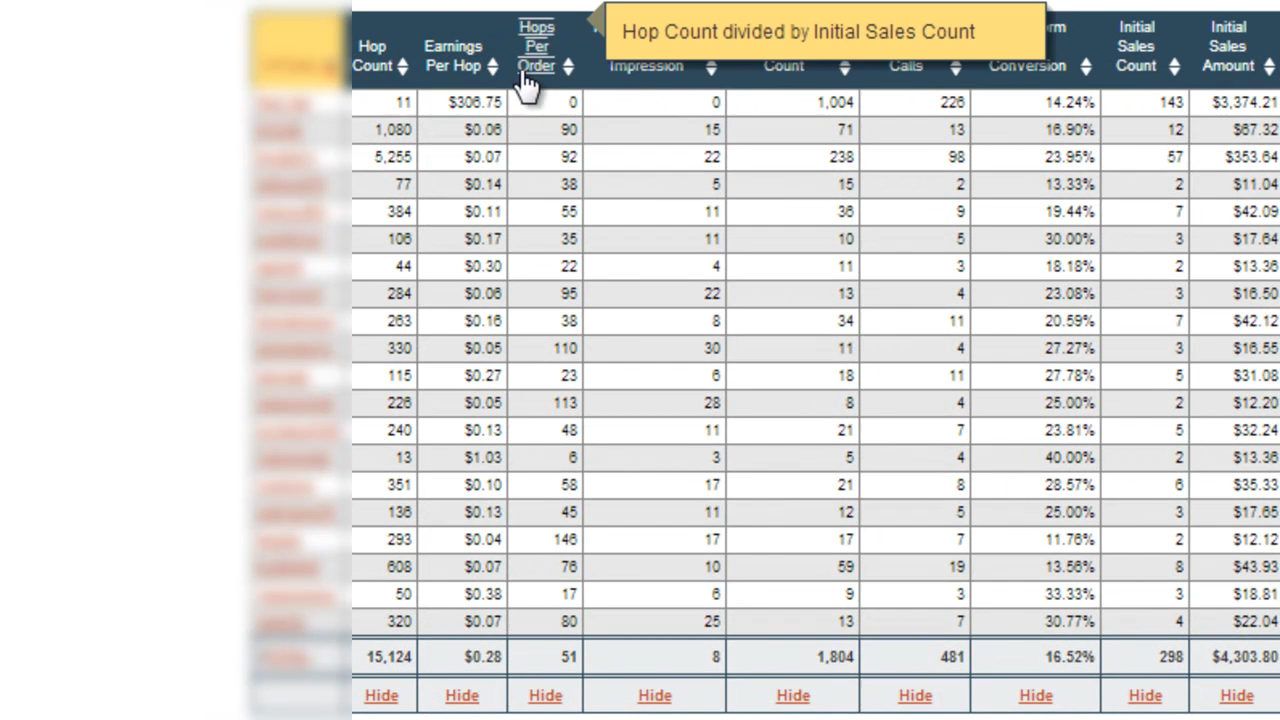 Hop Count divided by Initial Sales Count
Hop Count Earnings Per Hop Hops Per Order Impression Count Calls Conversion Initial Sales Count Initial Sales Amount
11 $306.75 0 0 1,004 226 14.24% 143 $3,374.21
1,080 $0.06 90 15 71 13 16.90% 12 $67.32
5,255 $0.07 92 22 238 98 23.95% 57 $353.64
77 $0.14 38 5 15 2 13.33% 2 $11.04
384 $0.11 55 11 36 9 19.44% 7 $42.09
106 $0.17 35 11 10 5 30.00% 3 $17.64
44 $0.30 22 4 11 3 18.18% 2 $13.36
284 $0.06 95 22 13 4 23.08% 3 $16.50
263 $0.16 38 8 34 11 20.59% 7 $42.12
330 $0.05 110 30 11 4 27.27% 3 $16.55
115 $0.27 23 6 18 11 27.78% 5 $31.08
226 $0.05 113 28 8 4 25.00% 2 $12.20
240 $0.13 48 11 21 7 23.81% 5 $32.24
13 $1.03 6 3 5 4 40.00% 2 $13.36
351 $0.10 58 17 21 8 28.57% 6 $35.33
136 $0.13 45 11 12 5 25.00% 3 $17.65
293 $0.04 146 17 17 7 11.76% 2 $12.12
608 $0.07 76 10 59 19 13.56% 8 $43.93
50 $0.38 17 6 9 3 33.33% 3 $18.81
320 $0.07 80 25 13 7 30.77% 4 $22.04
15,124 $0.28 51 8 1,804 481 16.52% 298 $4,303.80
Hide Hide Hide Hide Hide Hide Hide Hide Hide